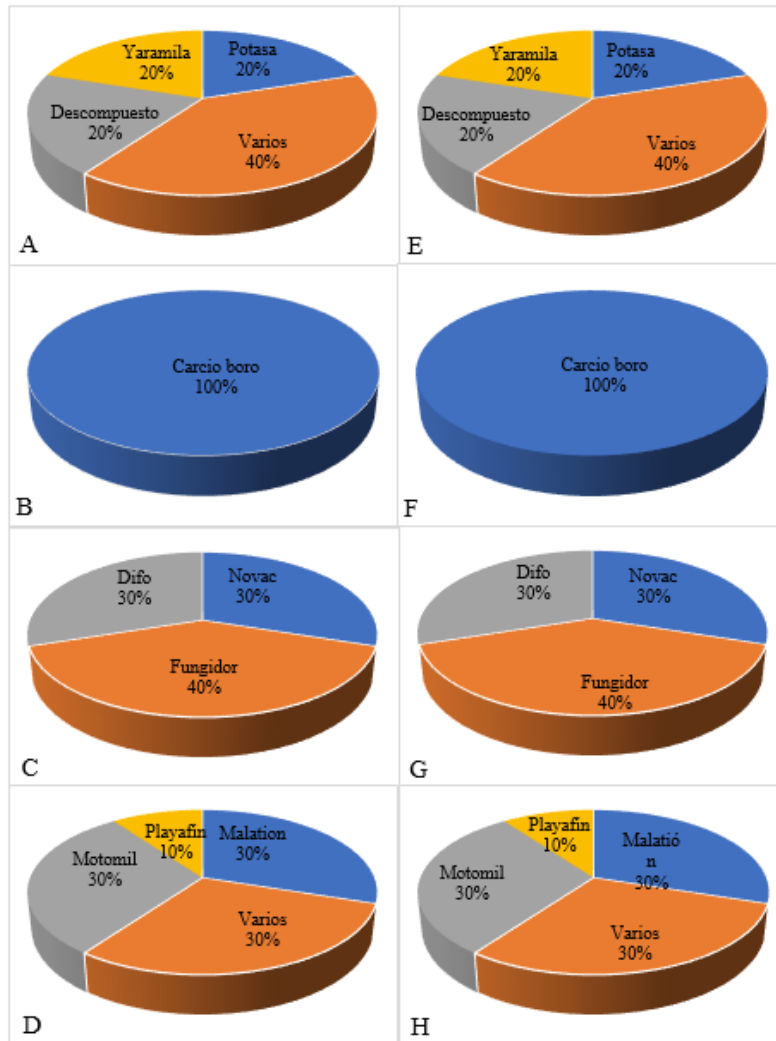 Yaramila
20%
Potasa
20%
Descompuesto
20%
Varios
40%
A
Yaramila
20%
Potasa
20%
Descompuesto
20%
Varios
40%
E
Carcio boro
100%
B
Carcio boro
100%
F
Difo
30%
Novac
30%
Fungidor
40%
C
Difo
30%
Novac
30%
Fungidor
40%
G
Playafín
10%
Malation
30%
Motomil
30%
Varios
30%
D
Playafín
10%
Malatió
n
30%
Motomil
30%
Varios
30%
H